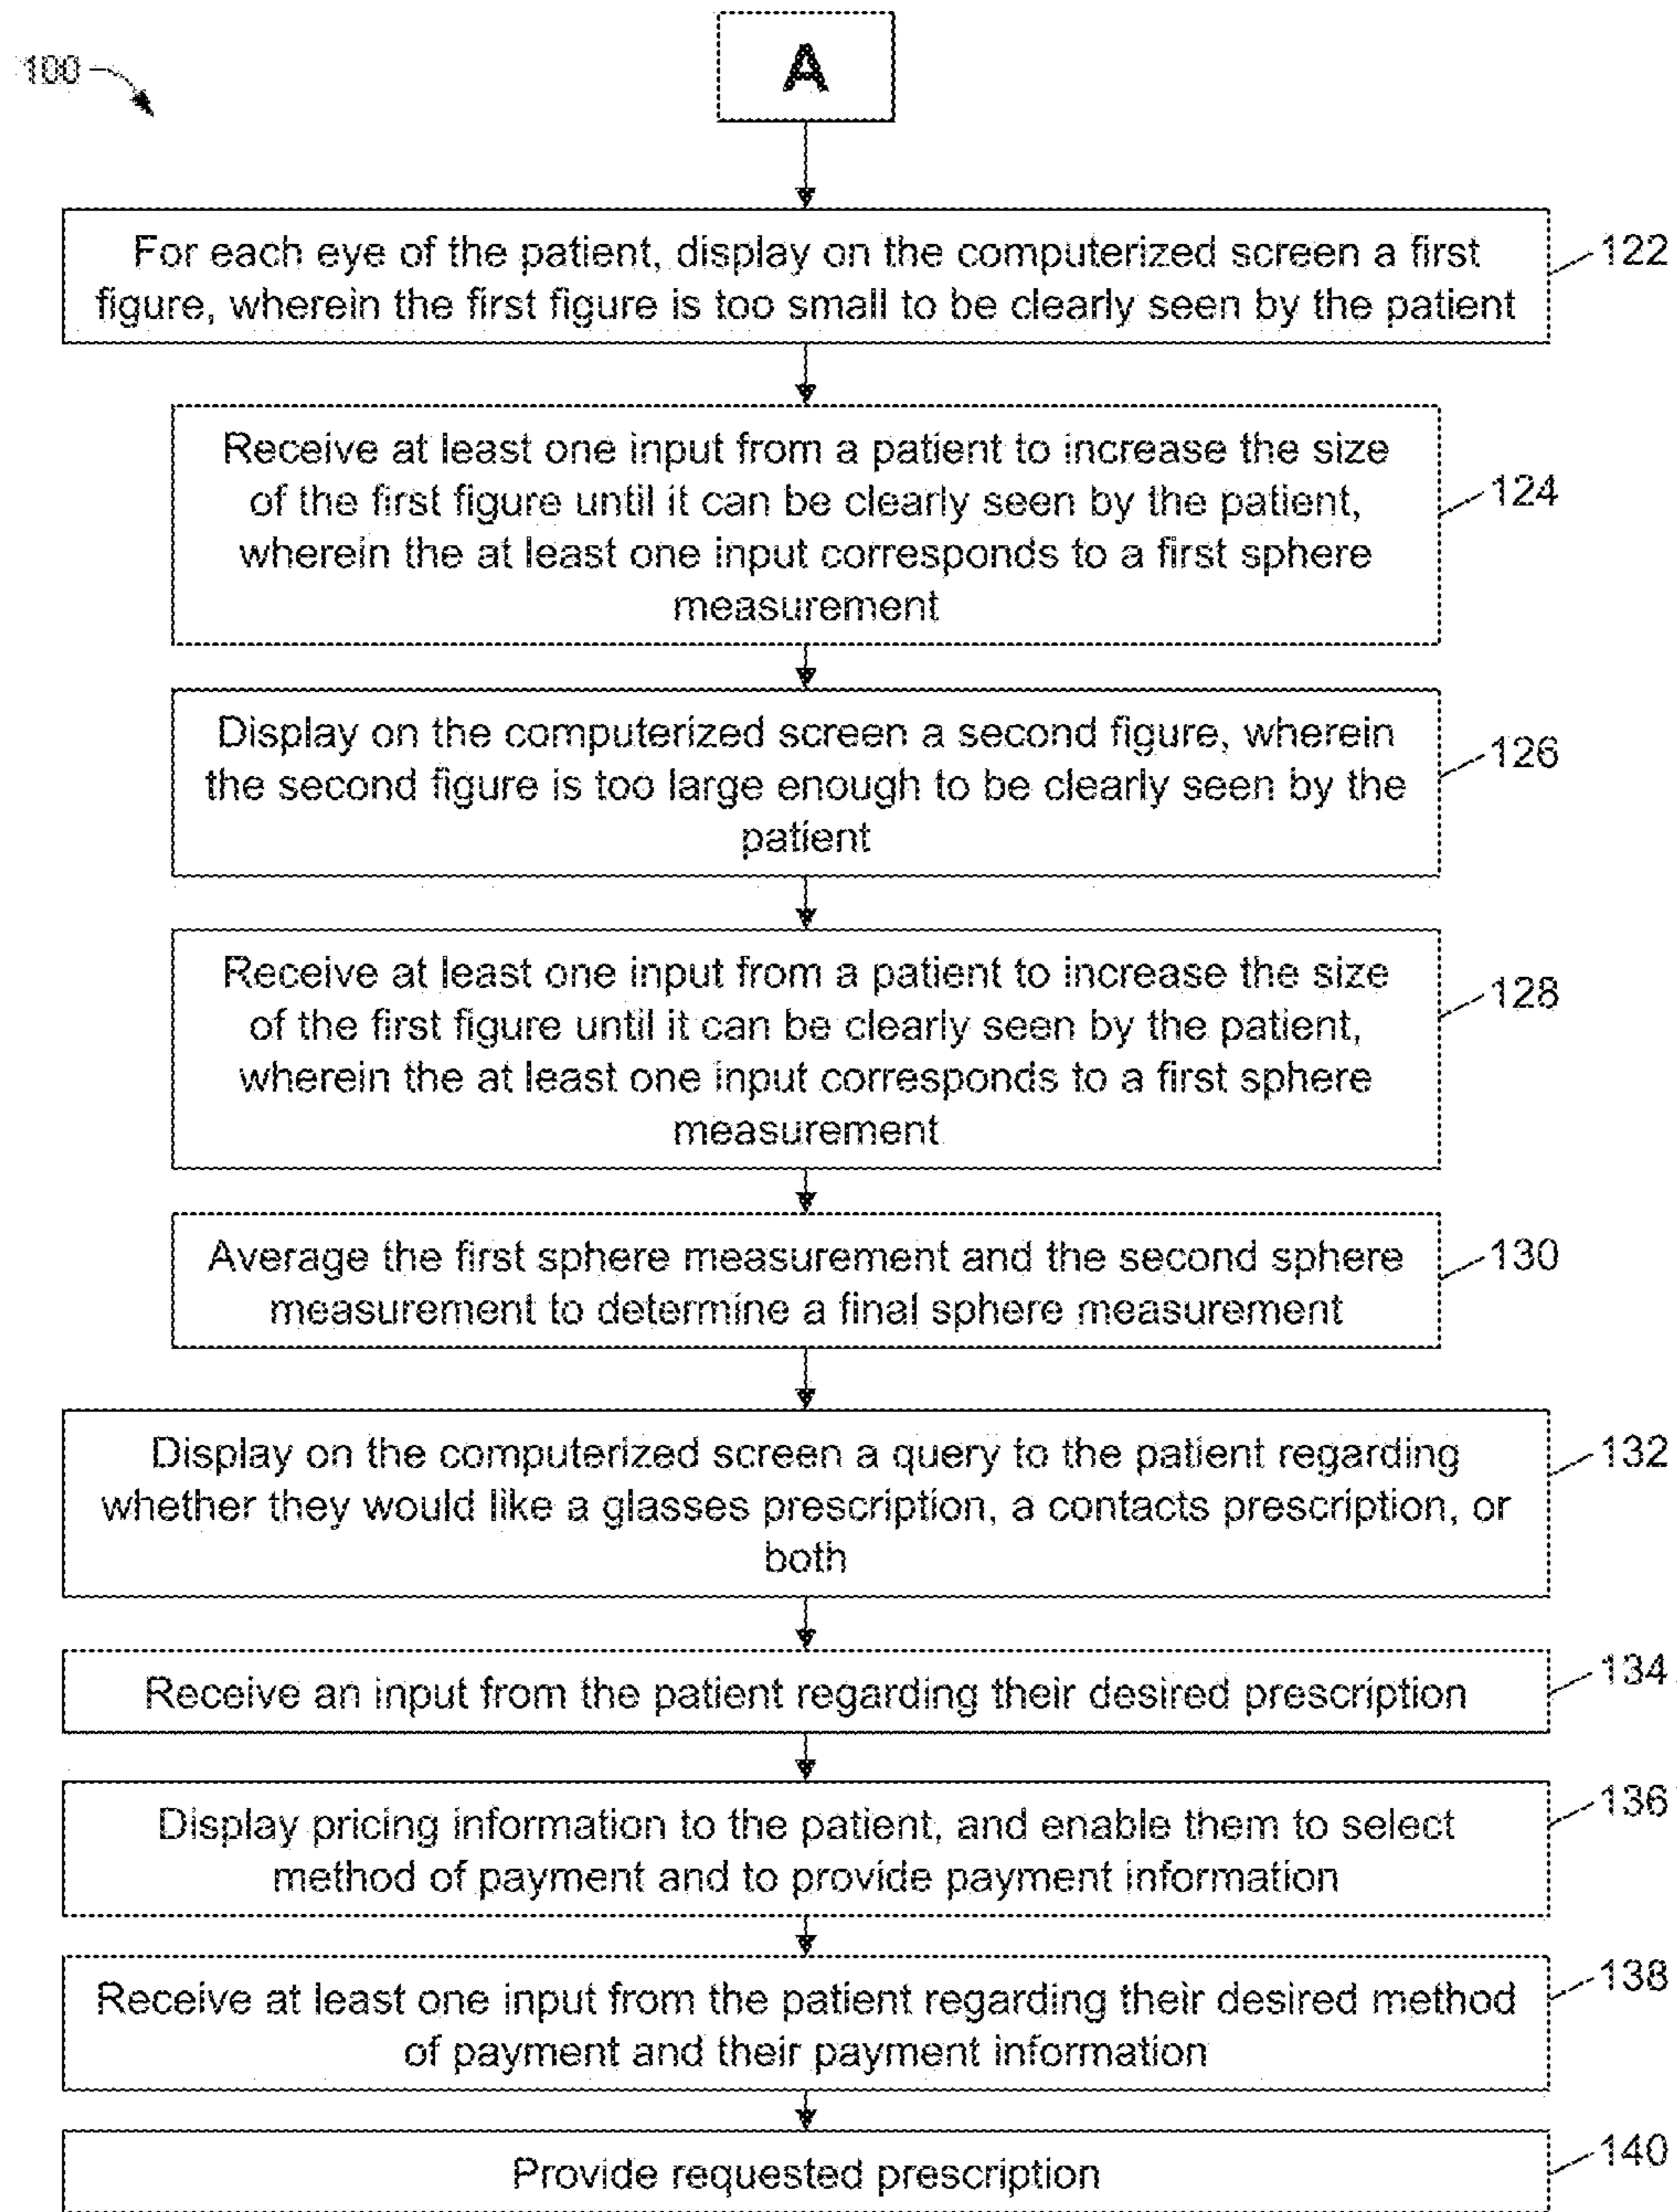 100
A
For each eye of the patient, display on the computerized screen a first
figure, wherein the first figure is too small to be clearly seen by the patient
122
Receive at least one input from a patient to increase the size
of the first figure until it can be clearly seen by the patient,
wherein the at least one input corresponds to a first sphere
measurement
124
Display on the computerized screen a second figure, wherein
the second figure is too large enough to be clearly seen by the
patient
126
Receive at least one input from a patient to increase the size
of the first figure until it can be clearly seen by the patient,
wherein the at least one input corresponds to a first sphere
measurement
128
Average the first sphere measurement and the second sphere
measurement to determine a final sphere measurement
130
Display on the computerized screen a query to the patient regarding
whether they would like a glasses prescription, a contacts prescription, or
both
132
Receive an input from the patient regarding their desired prescription
134
Display pricing information to the patient, and enable them to select
method of payment and to provide payment information
136
Receive at least one input from the patient regarding their desired method
of payment and their payment information
138
Provide requested prescription
140